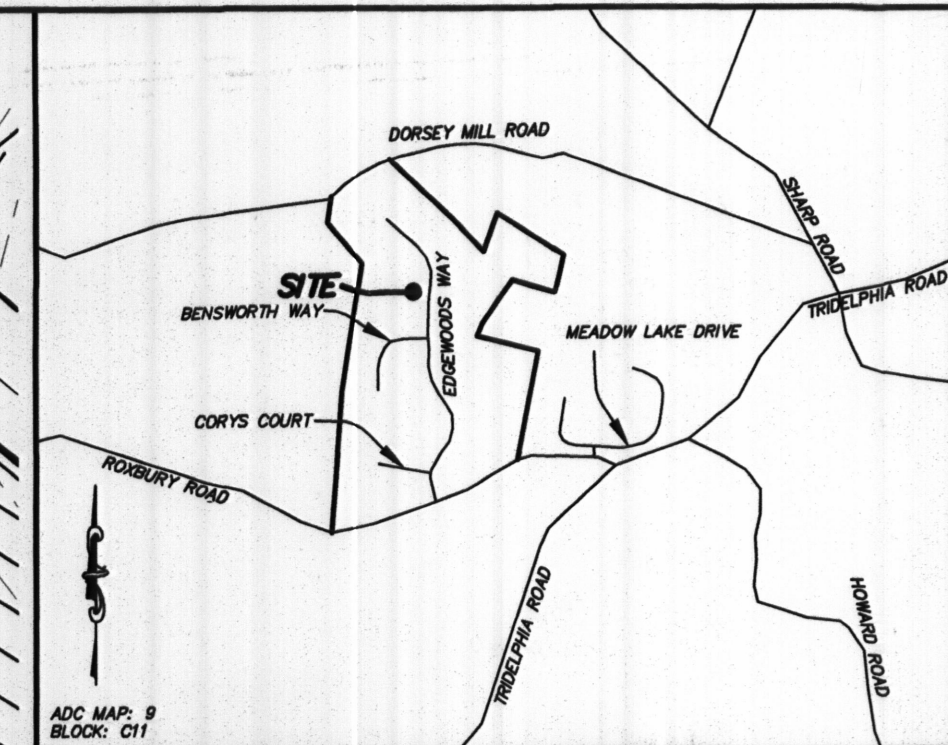 DORSEY MILL ROAD
SHARP ROAD
TRIDELPHIA ROAD
SITE
BENSWORTH WAY
EDGEWOODS WAY
MEADOW LAKE DRIVE
CORYS COURT
ROXBURY ROAD
TRIDELPHIA ROAD
HOWARD ROAD
ADC MAP: 9
BLOCK: C11